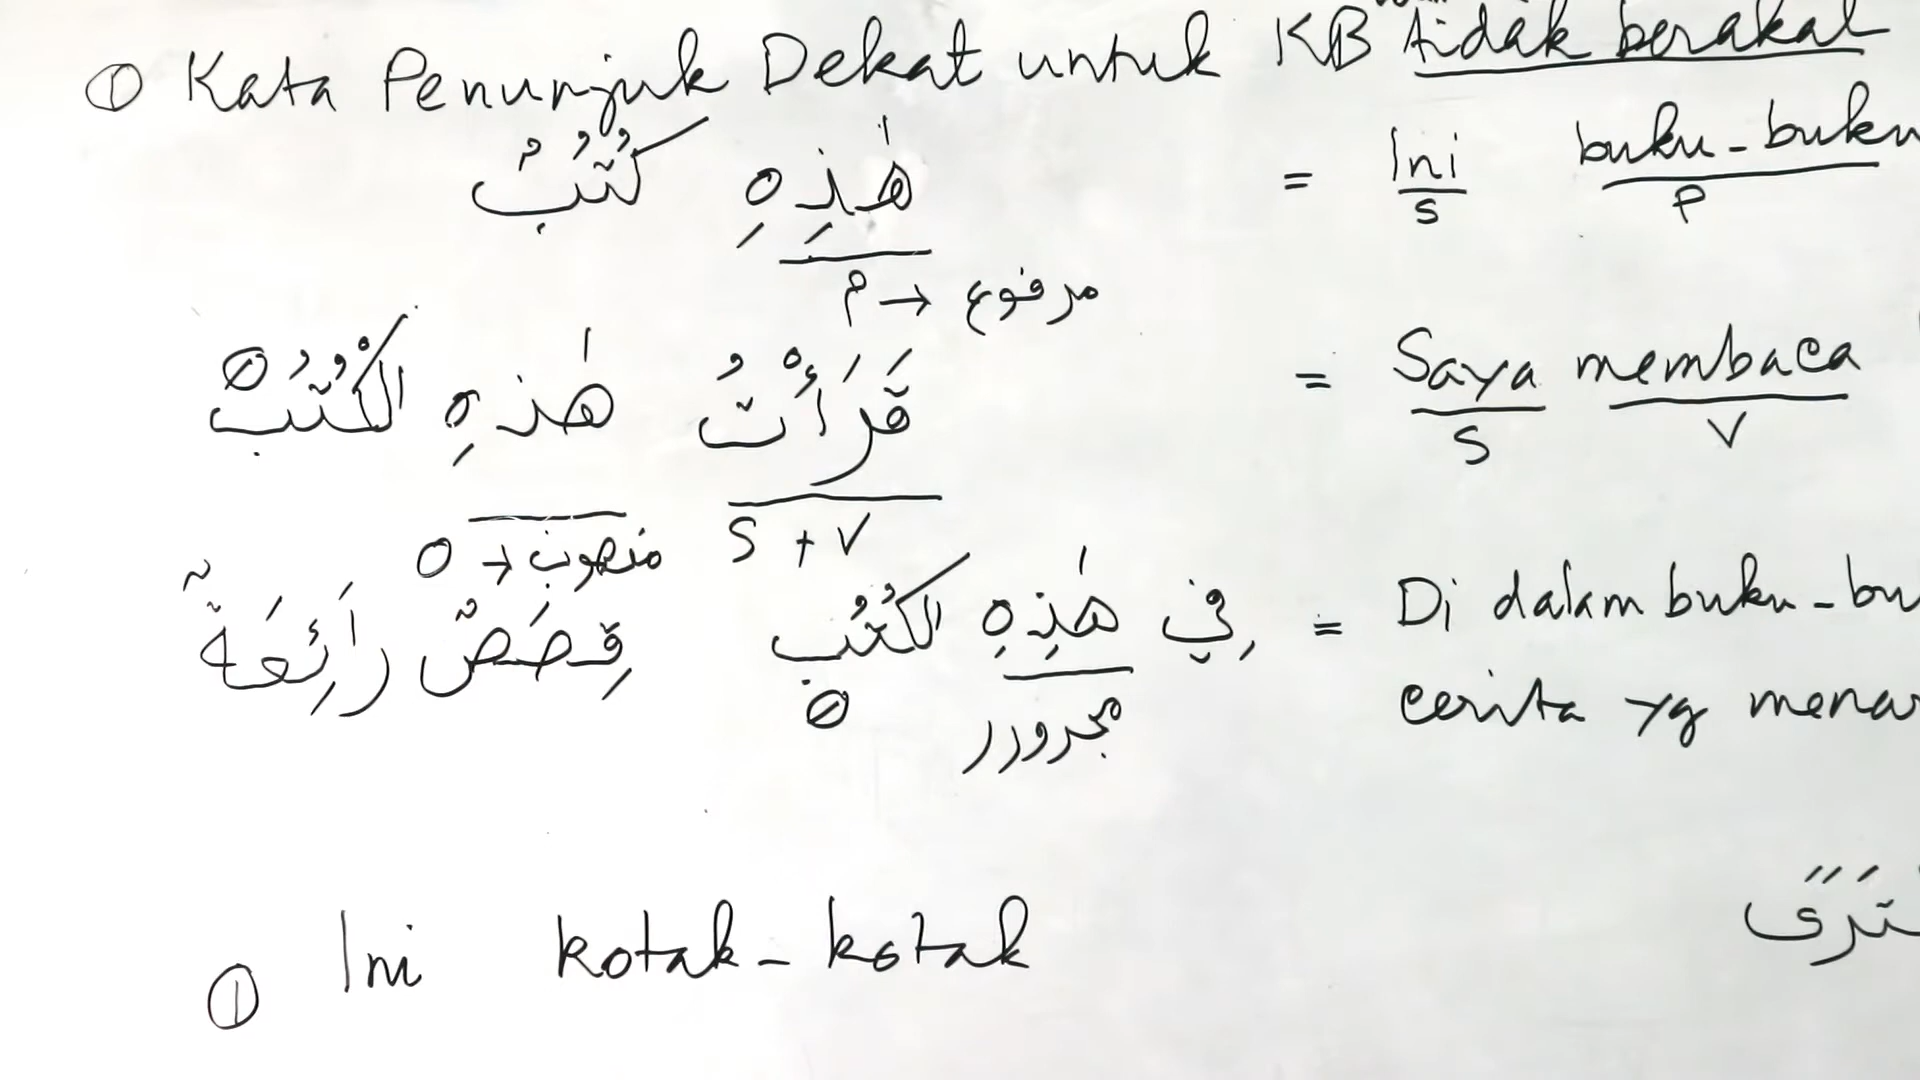 ① Kata Penunjuk Dekat untuk KB tidak berakal
هٰذِهِ كُتُبٌ = Ini buku-buku
S P
م → مرفوع
قَرَأْتُ هٰذِهِ الْكُتُبَ = Saya membaca
S V
S + V
O → منصوب
فِي هٰذِهِ الْكُتُبِ قِصَصٌ رَائِعَةٌ = Di dalam buku-bu
مجرور cerita yg menar
① Ini kotak-kotak